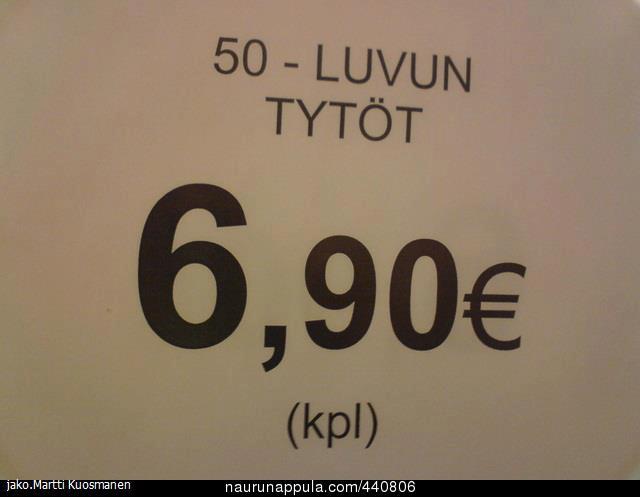 50 - LUVUN
TYTÖT
6,90€
(kpl)
jako.Martti Kuosmanen
naurunappula.com/440806